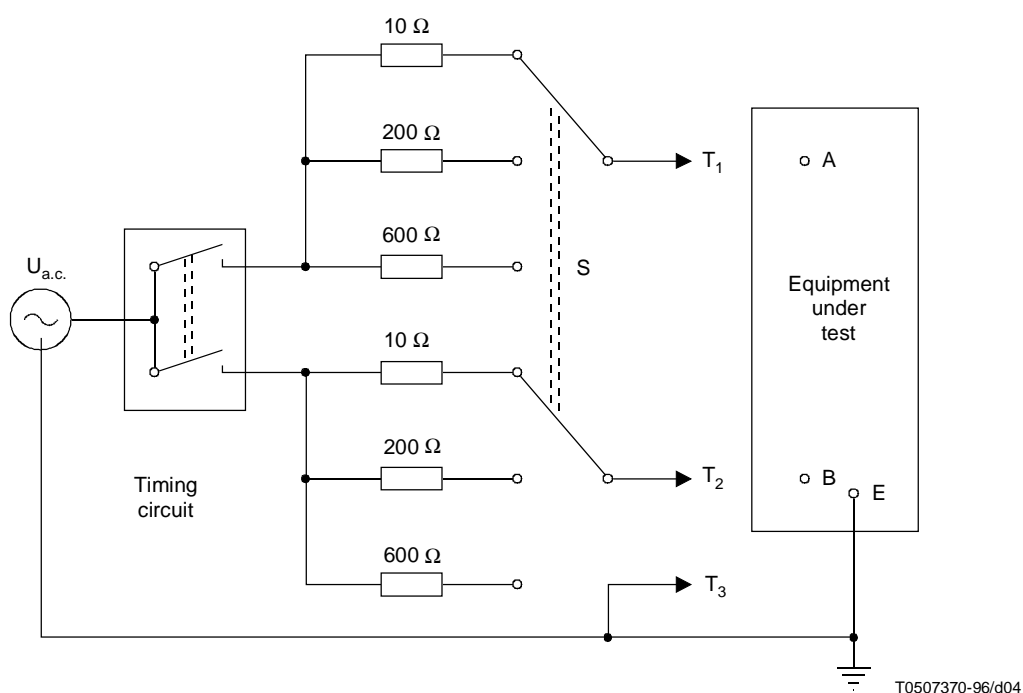 10 Ω
200 Ω
T₁
A
600 Ω
S
Uₐ.c.
Equipment
under
test
10 Ω
200 Ω
Timing
circuit
T₂
B
E
600 Ω
T₃
T0507370-96/d04